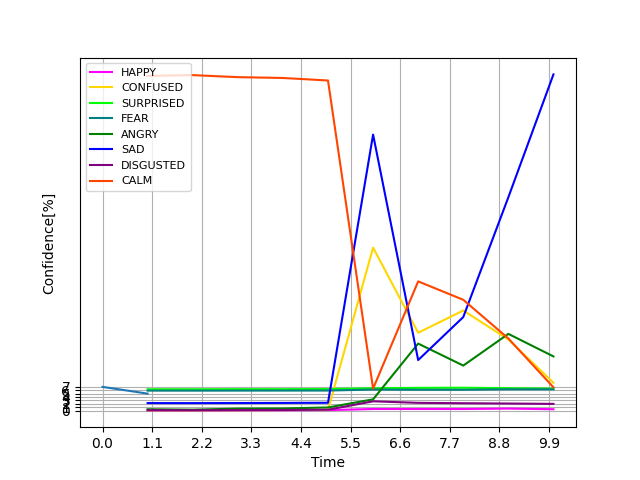 HAPPY
CONFUSED
SURPRISED
FEAR
ANGRY
SAD
DISGUSTED
CALM
Confidence[%]
7
0.0 1.1 2.2 3.3 4.4 5.5 6.6 7.7 8.8 9.9
Time